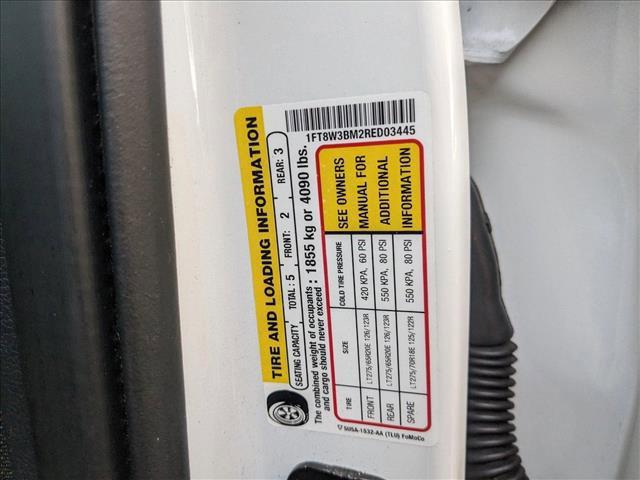 1FT8W3BM2RED03445
TIRE AND LOADING INFORMATION
SEATING CAPACITY TOTAL : 5 FRONT: 2 REAR: 3
The combined weight of occupants : 1855 kg or 4090 lbs.
and cargo should never exceed
TIRE SIZE COLD TIRE PRESSURE SEE OWNERS
FRONT LT275/65R20E 126/123R 420 KPA, 60 PSI MANUAL FOR
REAR LT275/65R20E 126/123R 550 KPA, 80 PSI ADDITIONAL
SPARE LT275/70R18E 125/122R 550 KPA, 80 PSI INFORMATION
5U5A-1532-AA (TLU) FoMoCo